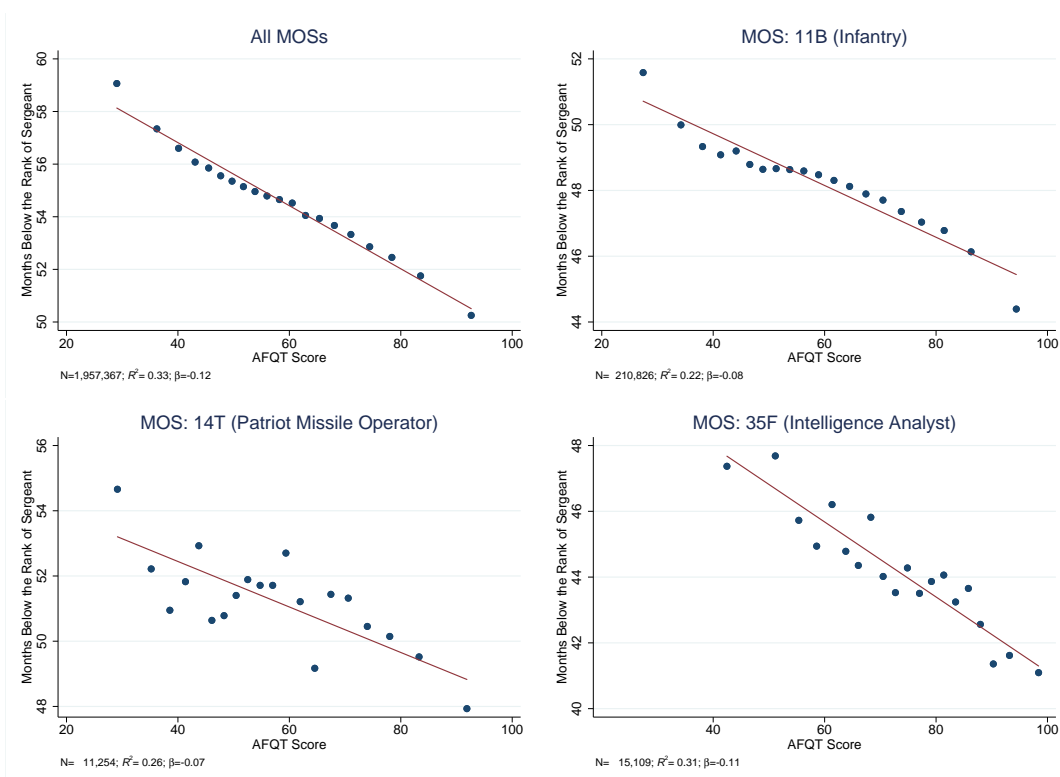 All MOSs
Months Below the Rank of Sergeant
60
58
56
54
52
50
20 40 60 80 100
AFQT Score
N=1,957,367; R²= 0.33; β=-0.12
MOS: 11B (Infantry)
Months Below the Rank of Sergeant
52
50
48
46
44
20 40 60 80 100
AFQT Score
N= 210,826; R²= 0.22; β=-0.08
MOS: 14T (Patriot Missile Operator)
Months Below the Rank of Sergeant
56
54
52
50
48
20 40 60 80 100
AFQT Score
N= 11,254; R²= 0.26; β=-0.07
MOS: 35F (Intelligence Analyst)
Months Below the Rank of Sergeant
48
46
44
42
40
20 40 60 80 100
AFQT Score
N= 15,109; R²= 0.31; β=-0.11